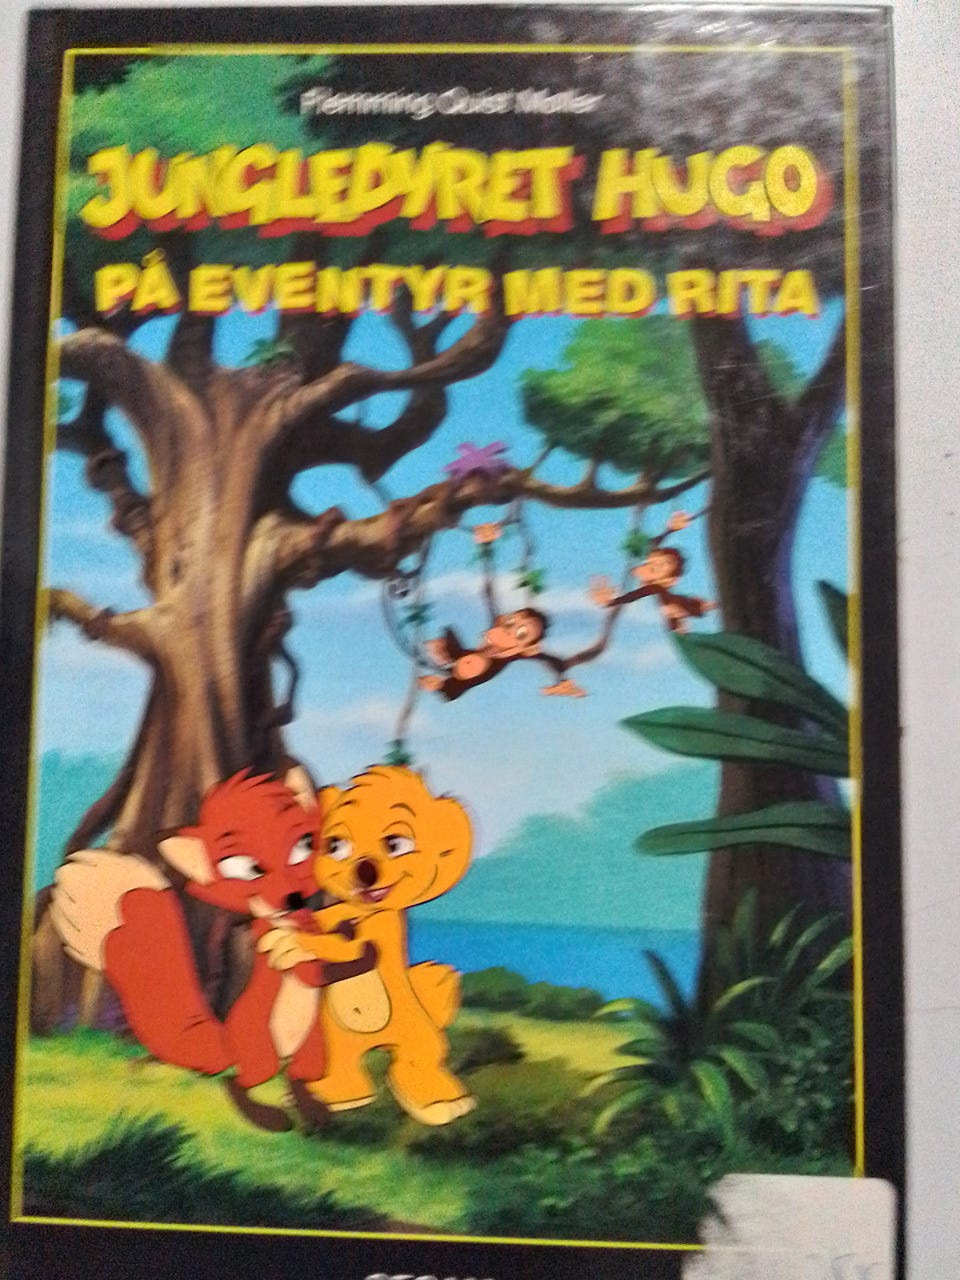 Flemming Quist Møller
JUNGLEDYRET HUGO
PÅ EVENTYR MED RITA